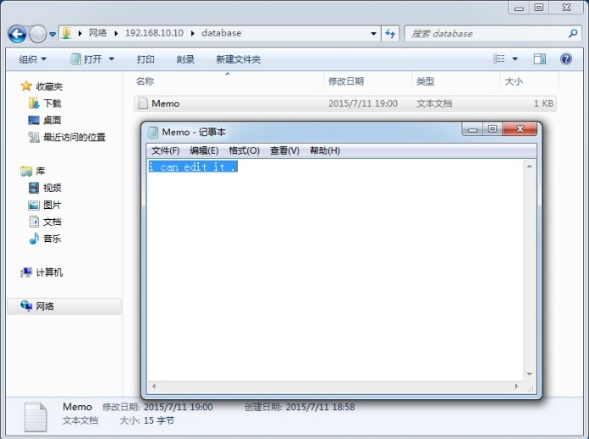 网络 ▸ 192.168.10.10 ▸ database
搜索 database
组织 ▼ 打开 ▼ 打印 刻录 新建文件夹
名称 修改日期 类型 大小
收藏夹
下载
桌面
最近访问的位置
库
视频
图片
文档
音乐
计算机
网络
Memo 2015/7/11 19:00 文本文档 1 KB
Memo - 记事本
文件(F) 编辑(E) 格式(O) 查看(V) 帮助(H)
i can edit it .
Memo 修改日期: 2015/7/11 19:00 创建日期: 2015/7/11 18:58
文本文档 大小: 15 字节